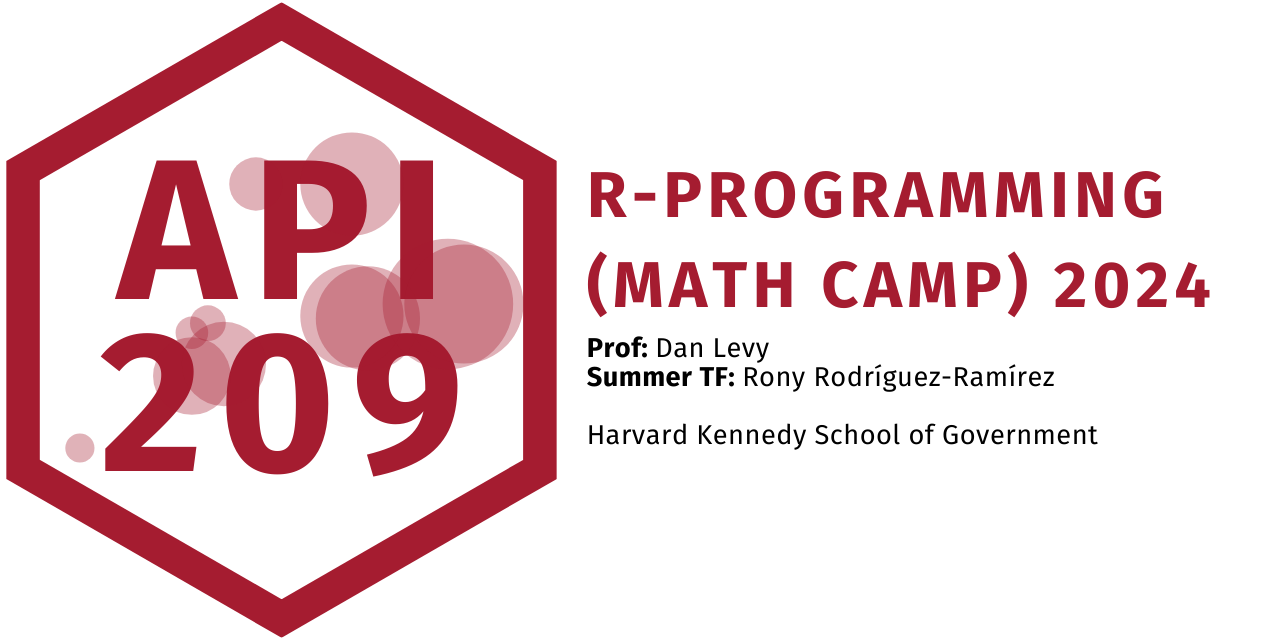 API
209
R-PROGRAMMING
(MATH CAMP) 2024
Prof: Dan Levy
Summer TF: Rony Rodríguez-Ramírez
Harvard Kennedy School of Government